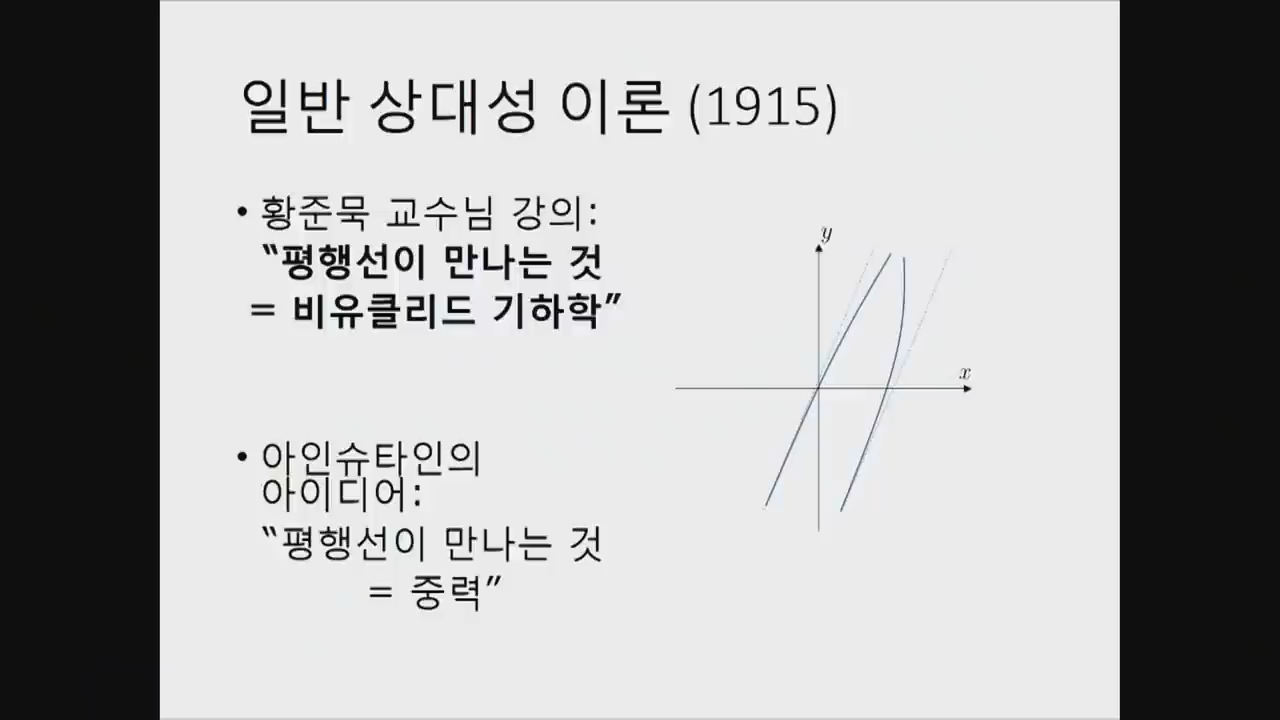 일반 상대성 이론 (1915)
• 황준묵 교수님 강의:
“평행선이 만나는 것
= 비유클리드 기하학”
• 아인슈타인의
아이디어:
“평행선이 만나는 것
= 중력”
y
x